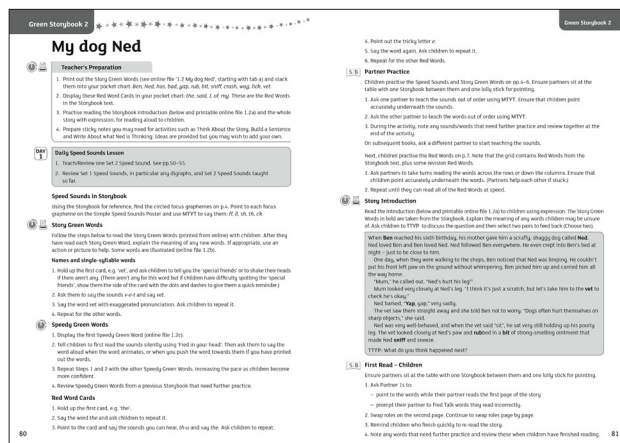 Green Storybook 2
My dog Ned
Teacher's Preparation
1. Print out the Story Green Words (see online file '1.2 My dog Ned', starting with tab a) and stack
them into your pocket chart: Ben, Ned, has, bad, yap, rub, bit, sniff, crash, wag, lick, vet.
2. Display these Red Word Cards in your pocket chart: the, said, I, of, my. These are the Red Words
in the Storybook text.
3. Practise reading the Storybook introduction (below and printable online file 1.2a) and the whole
story with expression, for reading aloud to children.
4. Prepare sticky notes you may need for activities such as Think About the Story, Build a Sentence
and Write About what Ned is thinking. Ideas are provided but you may wish to add your own.
DAY
1
Daily Speed Sounds Lesson
1. Teach/Review one Set 2 Speed Sound. See pp.50–55.
2. Review Set 1 Speed Sounds, in particular any digraphs, and Set 2 Speed Sounds taught
so far.
Speed Sounds in Storybook
Using the Storybook for reference, find the circled focus graphemes on p.4. Point to each focus
grapheme on the Simple Speed Sounds Poster and use MTYT to say them: ff, ll, sh, th, ck
Story Green Words
Follow the steps below to read the Story Green Words (printed from online) with children. After they
have read each Story Green Word, explain the meaning of any new words. If appropriate, use an
action or picture to help. Some words are illustrated (online file 1.2b).
Names and single-syllable words
1. Hold up the first card, e.g. 'vet', and ask children to tell you the 'special friends' or to shake their heads
if there aren't any. (There aren't any for this word but if children have difficulty spotting the 'special
friends', show them the side of the card with the dots and dashes to give them a quick reminder.)
2. Ask them to say the sounds v-e-t and say vet.
3. Say the word vet with exaggerated pronunciation. Ask children to repeat it.
4. Repeat for the other words.
Speedy Green Words
1. Display the first Speedy Green Word (online file 1.2c).
2. Tell children to first read the sounds silently using 'Fred in your head'. Then ask them to say the
word aloud when the word animates, or when you push the word towards them if you have printed
out the words.
3. Repeat Steps 1 and 2 with the other Speedy Green Words, increasing the pace as children become
more confident.
4. Review Speedy Green Words from a previous Storybook that need further practice.
Red Word Cards
1. Hold up the first card, e.g. 'the'.
2. Say the word the and ask children to repeat it.
3. Point to the card and say the sounds you can hear, th-u and say the. Ask children to repeat.
80
Green Storybook 2
4. Point out the tricky letter e.
5. Say the word again. Ask children to repeat it.
6. Repeat for the other Red Words.
SB Partner Practice
Children practise the Speed Sounds and Story Green Words on pp.4–6. Ensure partners sit at the
table with one Storybook between them and one lolly stick for pointing.
1. Ask one partner to teach the sounds out of order using MTYT. Ensure that children point
accurately underneath the sounds.
2. Ask the other partner to teach the words out of order using MTYT.
3. During the activity, note any sounds/words that need further practice and review together at the
end of the activity.
On subsequent books, ask a different partner to start teaching the sounds.
Next, children practise the Red Words on p.7. Note that the grid contains Red Words from the
Storybook text, plus some revision Red Words.
1. Ask partners to take turns reading the words across the rows or down the columns. Ensure that
children point accurately underneath the words. (Partners help each other if stuck.)
2. Repeat until they can read all of the Red Words at speed.
Story Introduction
Read the introduction (below and printable online file 1.2a) to children using expression. The Story Green
Words in bold are taken from the Storybook. Explain the meaning of any words children may be unsure
of. Ask children to TTYP to discuss the question and then select two pairs to feed back (Choose two).
When Ben reached his sixth birthday, his mother gave him a scruffy, shaggy dog called Ned.
Ned loved Ben and Ben loved Ned. Ned followed Ben everywhere. He even crept into Ben's bed at
night – just to be close to him.
One day, when they were walking to the shops, Ben noticed that Ned was limping. He couldn't
put his front left paw on the ground without whimpering. Ben picked him up and carried him all
the way home.
"Mum," he called out. "Ned's hurt his leg!"
Mum looked very closely at Ned's leg. "I think it's just a scratch, but let's take him to the vet to
check he's okay."
Ned barked, "Yap, yap," very sadly.
The vet saw them straight away and she told Ben not to worry. "Dogs often hurt themselves on
sharp objects," she said.
Ned was very well-behaved, and when the vet said "sit", he sat very still holding up his poorly
leg. The vet looked closely at Ned's paw and rubbed in a bit of strong-smelling ointment that
made Ned sniff and sneeze.
TTYP: What do you think happened next?
SB First Read – Children
Ensure partners sit at the table with one Storybook between them and one lolly stick for pointing.
1. Ask Partner 1s to:
– point to the words while their partner reads the first page of the story
– prompt their partner to Fred Talk words they read incorrectly.
2. Swap roles on the second page. Continue to swap roles page by page.
3. Remind children who finish quickly to re-read the story.
4. Note any words that need further practice and review these when children have finished reading.
81